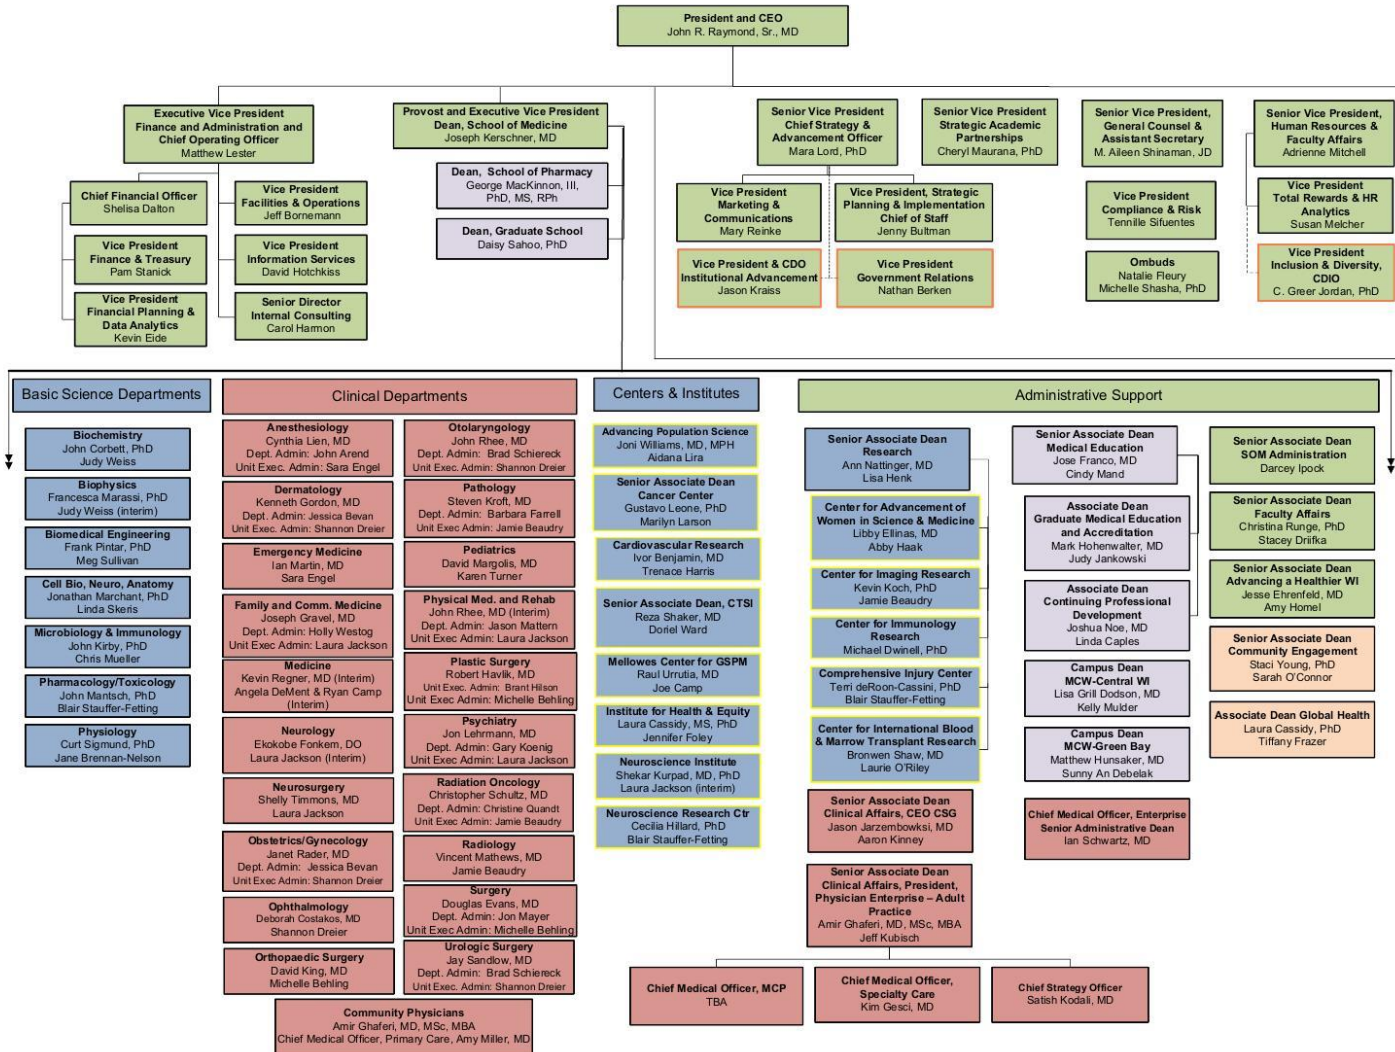 President and CEO
John R. Raymond, Sr., MD
Executive Vice President
Finance and Administration and
Chief Operating Officer
Matthew Lester
Chief Financial Officer
Shelisa Dalton
Vice President
Facilities & Operations
Jeff Bornemann
Vice President
Finance & Treasury
Pam Stanick
Vice President
Information Services
David Hotchkiss
Vice President
Financial Planning &
Data Analytics
Kevin Eide
Senior Director
Internal Consulting
Carol Harmon
Provost and Executive Vice President
Dean, School of Medicine
Joseph Kerschner, MD
Dean, School of Pharmacy
George MacKinnon, III,
PhD, MS, RPh
Dean, Graduate School
Daisy Sahoo, PhD
Senior Vice President
Chief Strategy &
Advancement Officer
Mara Lord, PhD
Vice President
Marketing &
Communications
Mary Reinke
Vice President, Strategic
Planning & Implementation
Chief of Staff
Jenny Bultman
Vice President & CDO
Institutional Advancement
Jason Kraiss
Vice President
Government Relations
Nathan Berken
Senior Vice President
Strategic Academic
Partnerships
Cheryl Maurana, PhD
Senior Vice President,
General Counsel &
Assistant Secretary
M. Aileen Shinaman, JD
Vice President
Compliance & Risk
Tennille Sifuentes
Ombuds
Natalie Fleury
Michelle Shasha, PhD
Senior Vice President,
Human Resources &
Faculty Affairs
Adrienne Mitchell
Vice President
Total Rewards & HR
Analytics
Susan Melcher
Vice President
Inclusion & Diversity,
CDIO
C. Greer Jordan, PhD
Basic Science Departments
Biochemistry
John Corbett, PhD
Judy Weiss
Biophysics
Francesca Marassi, PhD
Judy Weiss (interim)
Biomedical Engineering
Frank Pintar, PhD
Meg Sullivan
Cell Bio, Neuro, Anatomy
Jonathan Marchant, PhD
Linda Skeris
Microbiology & Immunology
John Kirby, PhD
Chris Mueller
Pharmacology/Toxicology
John Mantsch, PhD
Blair Stauffer-Fetting
Physiology
Curt Sigmund, PhD
Jane Brennan-Nelson
Clinical Departments
Anesthesiology
Cynthia Lien, MD
Dept. Admin: John Arend
Unit Exec. Admin: Sara Engel
Dermatology
Kenneth Gordon, MD
Dept. Admin: Jessica Bevan
Unit Exec. Admin: Shannon Dreier
Emergency Medicine
Ian Martin, MD
Sara Engel
Family and Comm. Medicine
Joseph Gravel, MD
Dept. Admin: Holly Westog
Unit Exec Admin: Laura Jackson
Medicine
Kevin Regner, MD (Interim)
Angela DeMent & Ryan Camp
(Interim)
Neurology
Ekokobe Fonkem, DO
Laura Jackson (Interim)
Neurosurgery
Shelly Timmons, MD
Laura Jackson
Obstetrics/Gynecology
Janet Rader, MD
Dept. Admin: Jessica Bevan
Unit Exec Admin: Shannon Dreier
Ophthalmology
Deborah Costakos, MD
Shannon Dreier
Orthopaedic Surgery
David King, MD
Michelle Behling
Otolaryngology
John Rhee, MD
Dept. Admin: Brad Schiereck
Unit Exec. Admin: Shannon Dreier
Pathology
Steven Kroft, MD
Dept. Admin: Barbara Farrell
Unit Exec Admin: Jamie Beaudry
Pediatrics
David Margolis, MD
Karen Turner
Physical Med. and Rehab
John Rhee, MD (Interim)
Dept. Admin: Jason Mattern
Unit Exec Admin: Laura Jackson
Plastic Surgery
Robert Havlik, MD
Unit Exec. Admin: Brant Hilson
Unit Exec Admin: Michelle Behling
Psychiatry
Jon Lehrmann, MD
Dept. Admin: Gary Koenig
Unit Exec. Admin: Laura Jackson
Radiation Oncology
Christopher Schultz, MD
Dept. Admin: Christine Quandt
Unit Exec. Admin: Jamie Beaudry
Radiology
Vincent Mathews, MD
Jamie Beaudry
Surgery
Douglas Evans, MD
Dept. Admin: Jon Mayer
Unit Exec Admin: Michelle Behling
Urologic Surgery
Jay Sandlow, MD
Dept. Admin: Brad Schiereck
Unit Exec. Admin: Shannon Dreier
Community Physicians
Amir Ghaferi, MD, MSc, MBA
Chief Medical Officer, Primary Care, Amy Miller, MD
Centers & Institutes
Advancing Population Science
Joni Williams, MD, MPH
Aidana Lira
Senior Associate Dean
Cancer Center
Gustavo Leone, PhD
Marilyn Larson
Cardiovascular Research
Ivor Benjamin, MD
Trenace Harris
Senior Associate Dean, CTSI
Reza Shaker, MD
Doriel Ward
Mellowes Center for GSPM
Raul Urrutia, MD
Joe Camp
Institute for Health & Equity
Laura Cassidy, MS, PhD
Jennifer Foley
Neuroscience Institute
Shekar Kurpad, MD, PhD
Laura Jackson (interim)
Neuroscience Research Ctr
Cecilia Hillard, PhD
Blair Stauffer-Fetting
Administrative Support
Senior Associate Dean
Research
Ann Nattinger, MD
Lisa Henk
Center for Advancement of
Women in Science & Medicine
Libby Ellinas, MD
Abby Haak
Center for Imaging Research
Kevin Koch, PhD
Jamie Beaudry
Center for Immunology
Research
Michael Dwinell, PhD
Comprehensive Injury Center
Terri deRoon-Cassini, PhD
Blair Stauffer-Fetting
Center for International Blood
& Marrow Transplant Research
Bronwen Shaw, MD
Laurie O'Riley
Senior Associate Dean
Clinical Affairs, CEO CSG
Jason Jarzembowksi, MD
Aaron Kinney
Senior Associate Dean
Clinical Affairs, President,
Physician Enterprise – Adult
Practice
Amir Ghaferi, MD, MSc, MBA
Jeff Kubisch
Senior Associate Dean
Medical Education
Jose Franco, MD
Cindy Mand
Associate Dean
Graduate Medical Education
and Accreditation
Mark Hohenwalter, MD
Judy Jankowski
Associate Dean
Continuing Professional
Development
Joshua Noe, MD
Linda Caples
Campus Dean
MCW-Central WI
Lisa Grill Dodson, MD
Kelly Mulder
Campus Dean
MCW-Green Bay
Matthew Hunsaker, MD
Sunny An Debelak
Chief Medical Officer, Enterprise
Senior Administrative Dean
Ian Schwartz, MD
Senior Associate Dean
SOM Administration
Darcey Ipock
Senior Associate Dean
Faculty Affairs
Christina Runge, PhD
Stacey Driifka
Senior Associate Dean
Advancing a Healthier WI
Jesse Ehrenfeld, MD
Amy Homel
Senior Associate Dean
Community Engagement
Staci Young, PhD
Sarah O'Connor
Associate Dean Global Health
Laura Cassidy, PhD
Tiffany Frazer
Chief Medical Officer, MCP
TBA
Chief Medical Officer,
Specialty Care
Kim Gesci, MD
Chief Strategy Officer
Satish Kodali, MD